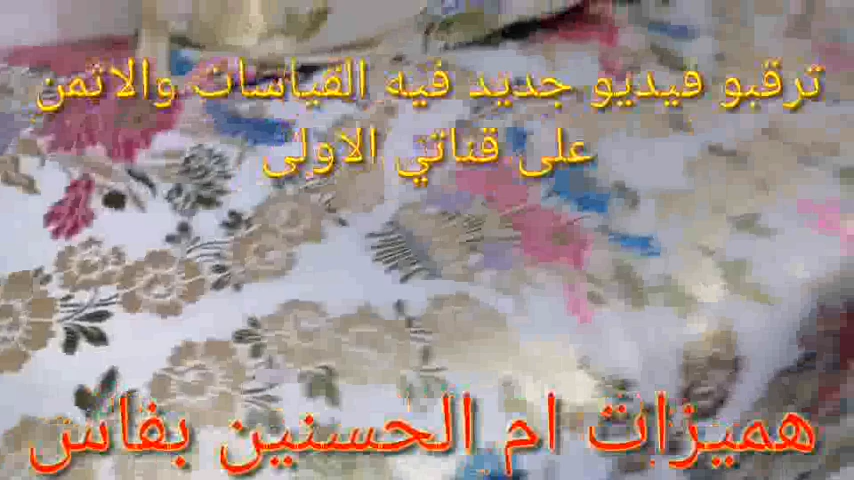 ترقبو فيديو جديد فيه القياسات والاثمن
على قناتي الاولى
هميزات ام الحسنين بفاس